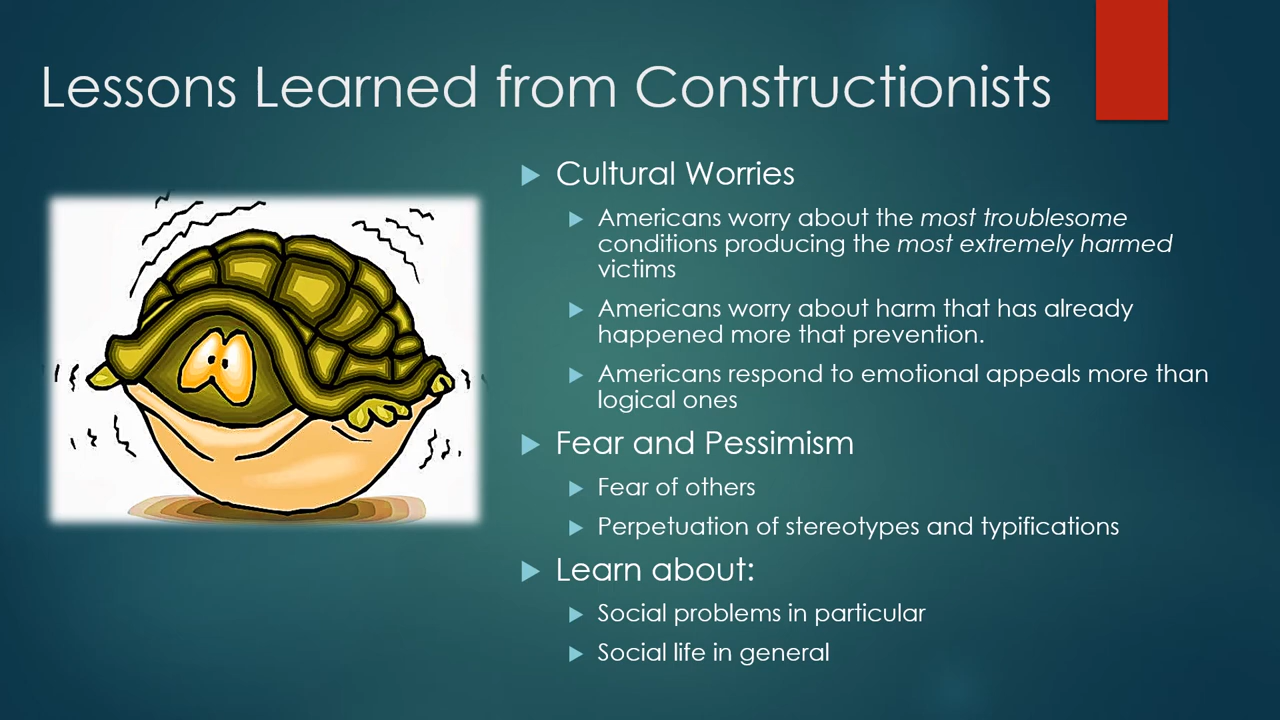 Lessons Learned from Constructionists
Cultural Worries
Americans worry about the most troublesome
conditions producing the most extremely harmed
victims
Americans worry about harm that has already
happened more that prevention.
Americans respond to emotional appeals more than
logical ones
Fear and Pessimism
Fear of others
Perpetuation of stereotypes and typifications
Learn about:
Social problems in particular
Social life in general